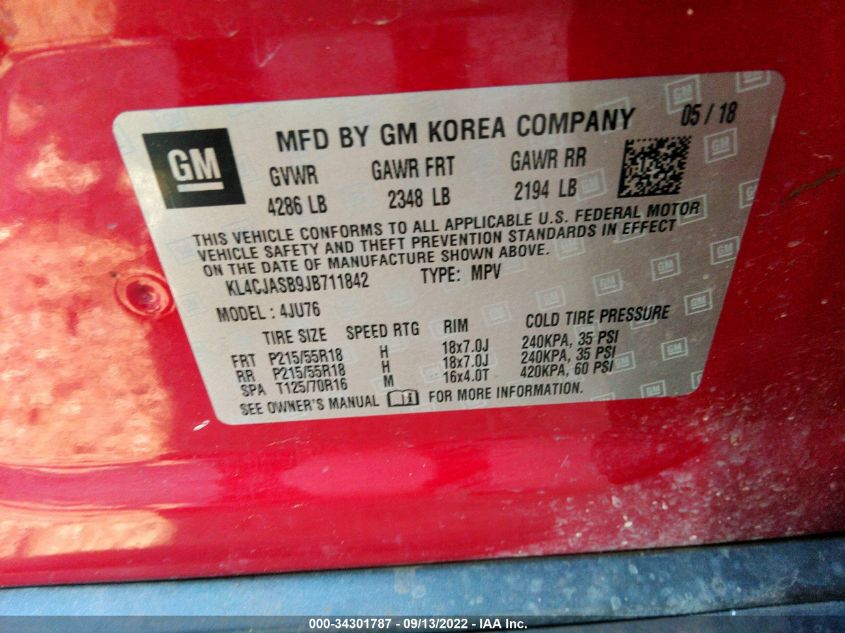 GM
MFD BY GM KOREA COMPANY 05 / 18
GVWR GAWR FRT GAWR RR
4286 LB 2348 LB 2194 LB
THIS VEHICLE CONFORMS TO ALL APPLICABLE U.S. FEDERAL MOTOR
VEHICLE SAFETY AND THEFT PREVENTION STANDARDS IN EFFECT
ON THE DATE OF MANUFACTURE SHOWN ABOVE.
KL4CJASB9JB711842 TYPE: MPV
MODEL : 4JU76
TIRE SIZE SPEED RTG RIM COLD TIRE PRESSURE
FRT P215/55R18 H 18x7.0J 240KPA, 35 PSI
RR P215/55R18 H 18x7.0J 240KPA, 35 PSI
SPA T125/70R16 M 16x4.0T 420KPA, 60 PSI
SEE OWNER'S MANUAL FOR MORE INFORMATION.
000-34301787 - 09/13/2022 - IAA Inc.